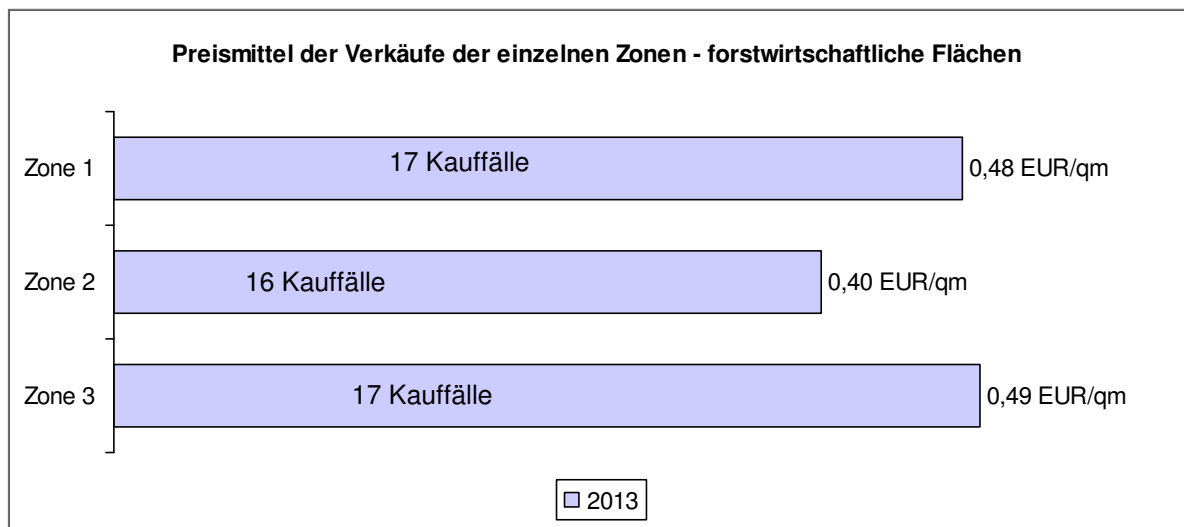 Preismittel der Verkäufe der einzelnen Zonen - forstwirtschaftliche Flächen
Zone 1
17 Kauffälle
0,48 EUR/qm
Zone 2
16 Kauffälle
0,40 EUR/qm
Zone 3
17 Kauffälle
0,49 EUR/qm
2013